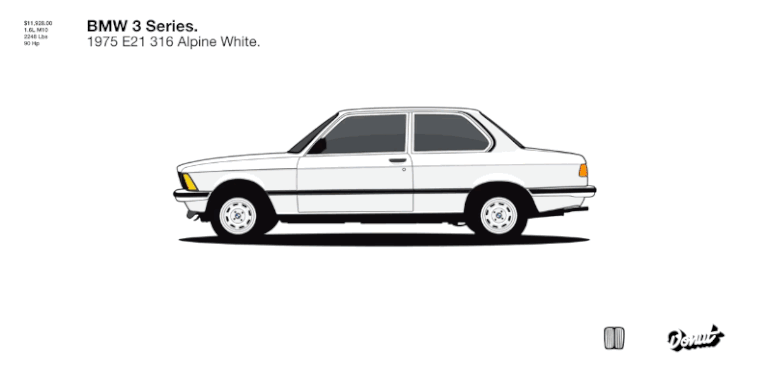 $11,928.00
1.6L M10
2248 Lbs
90 Hp
BMW 3 Series.
1975 E21 316 Alpine White.
Donut